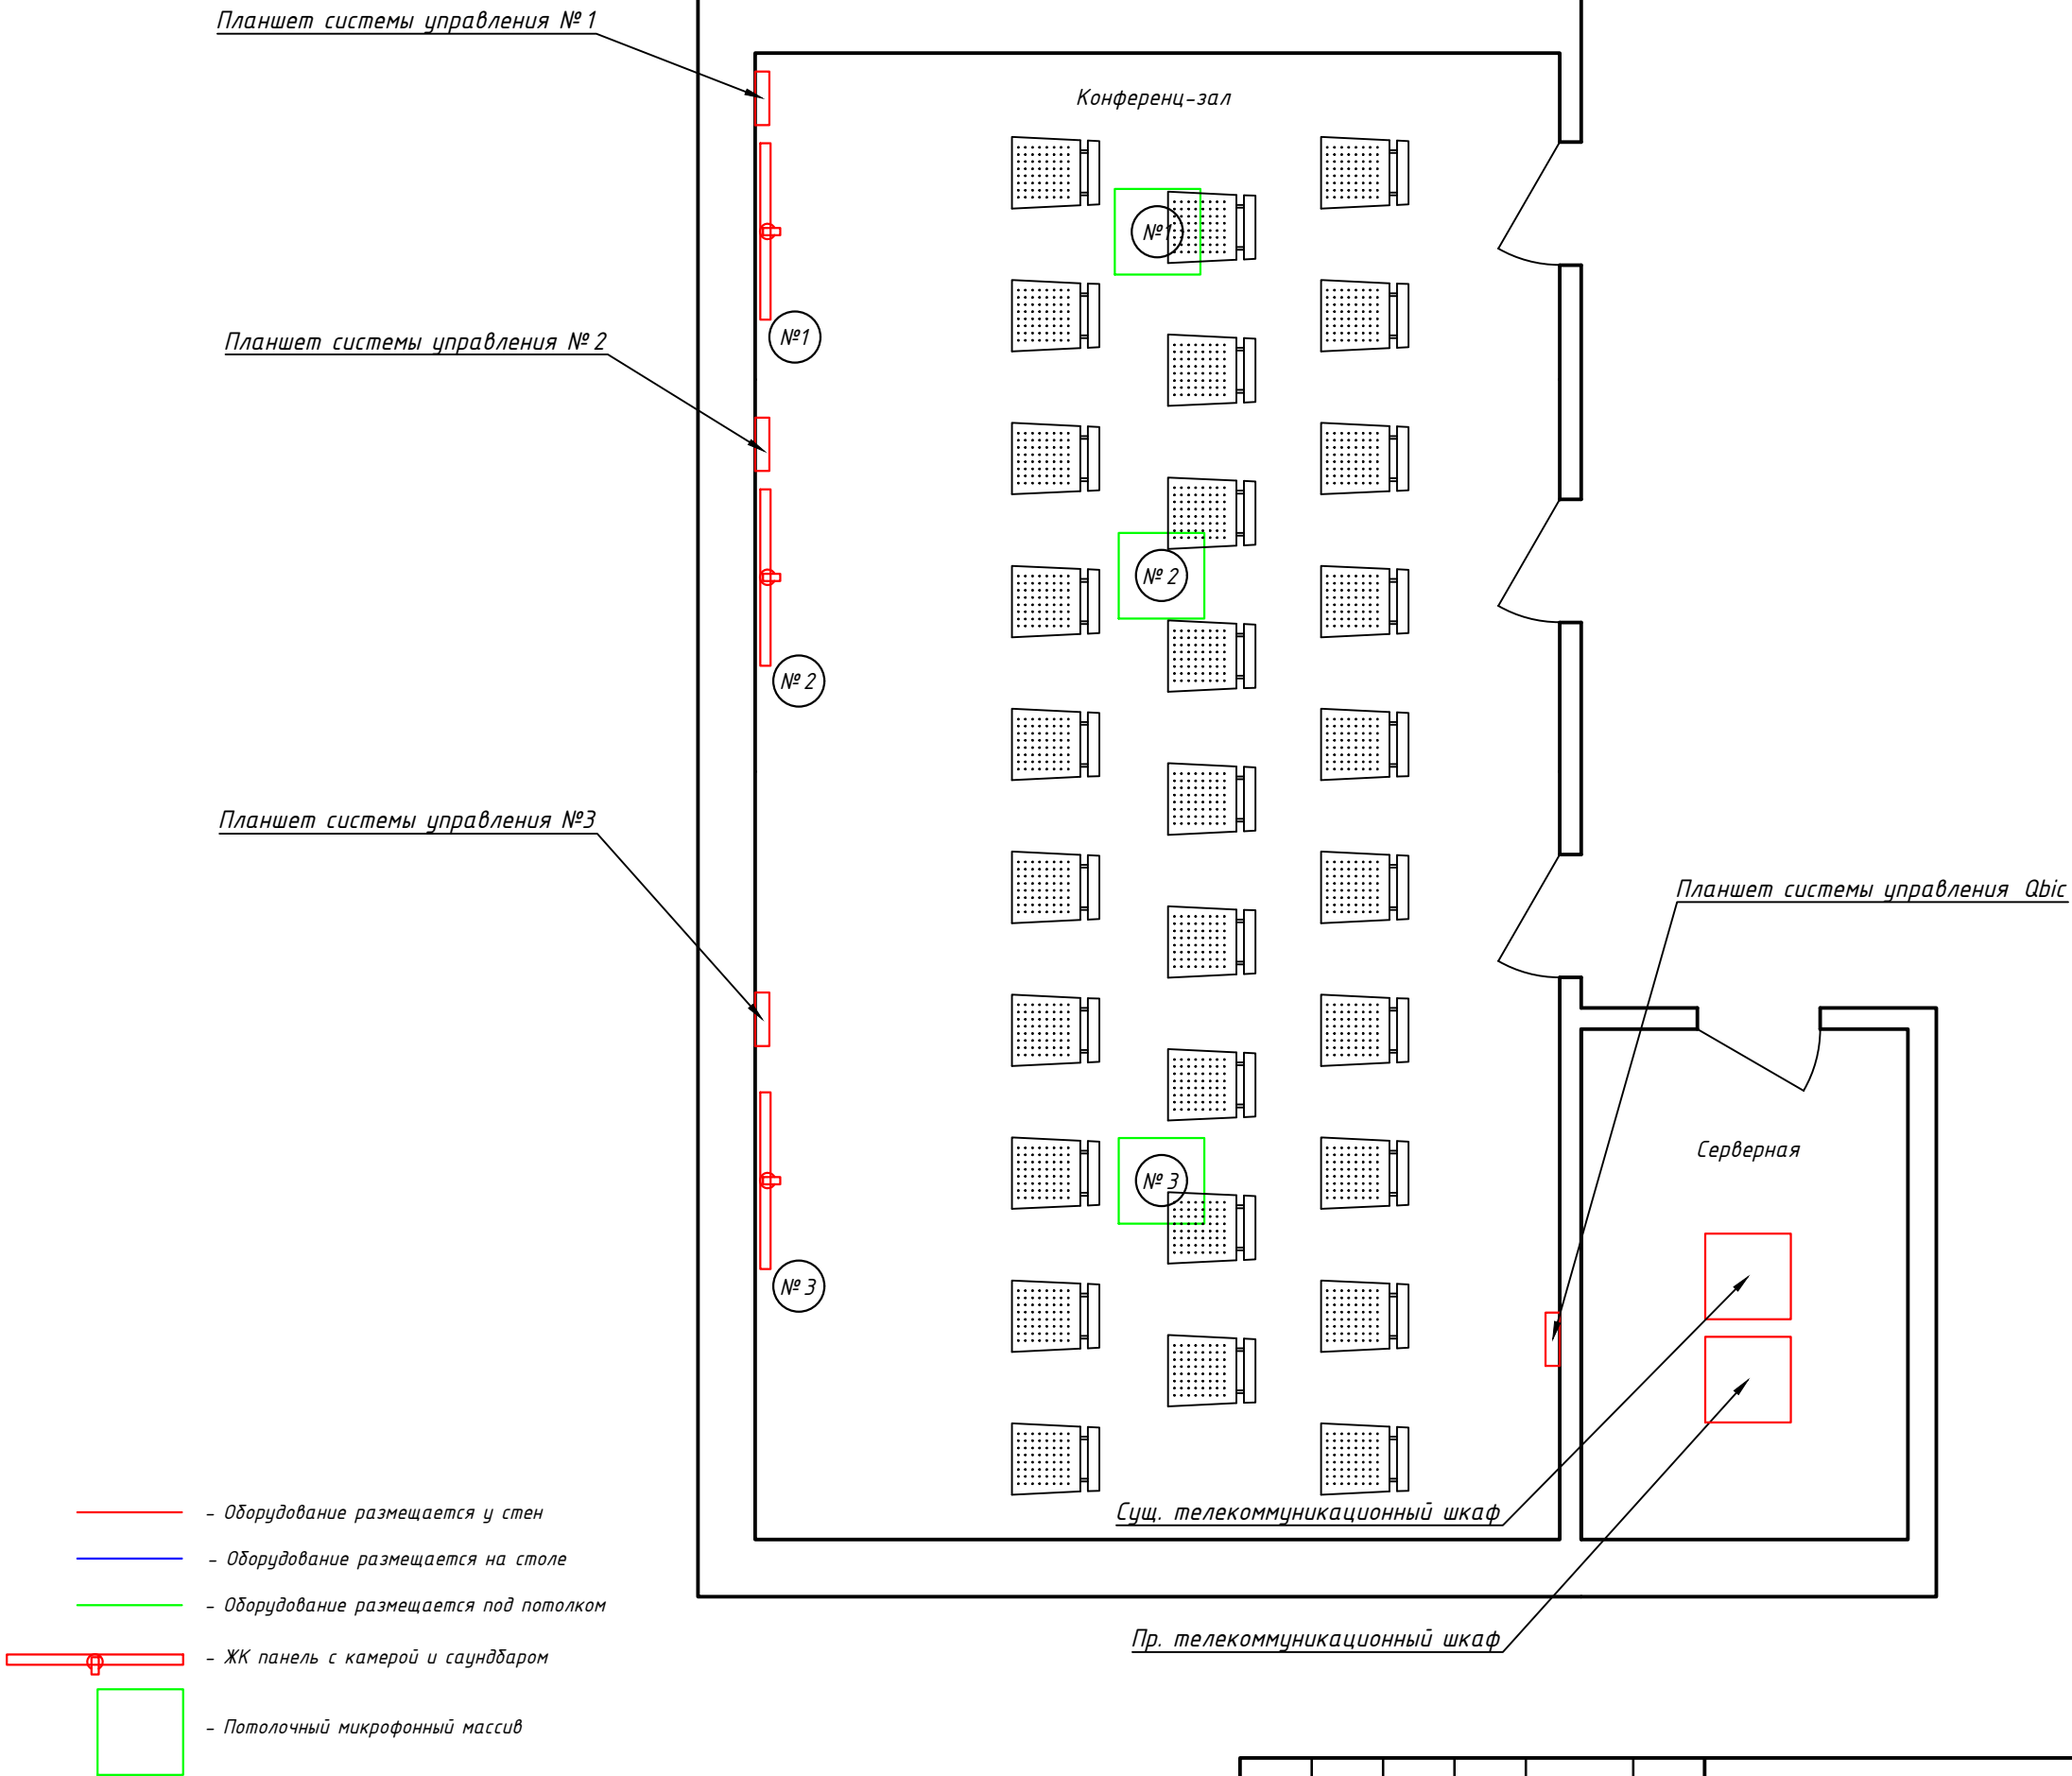 Планшет системы управления № 1
Конференц-зал
№1
№1
Планшет системы управления № 2
№ 2
№ 2
Планшет системы управления №3
Планшет системы управления Qbic
Серверная
№ 3
№ 3
Сущ. телекоммуникационный шкаф
Пр. телекоммуникационный шкаф
- Оборудование размещается у стен
- Оборудование размещается на столе
- Оборудование размещается под потолком
- ЖК панель с камерой и саундбаром
- Потолочный микрофонный массив